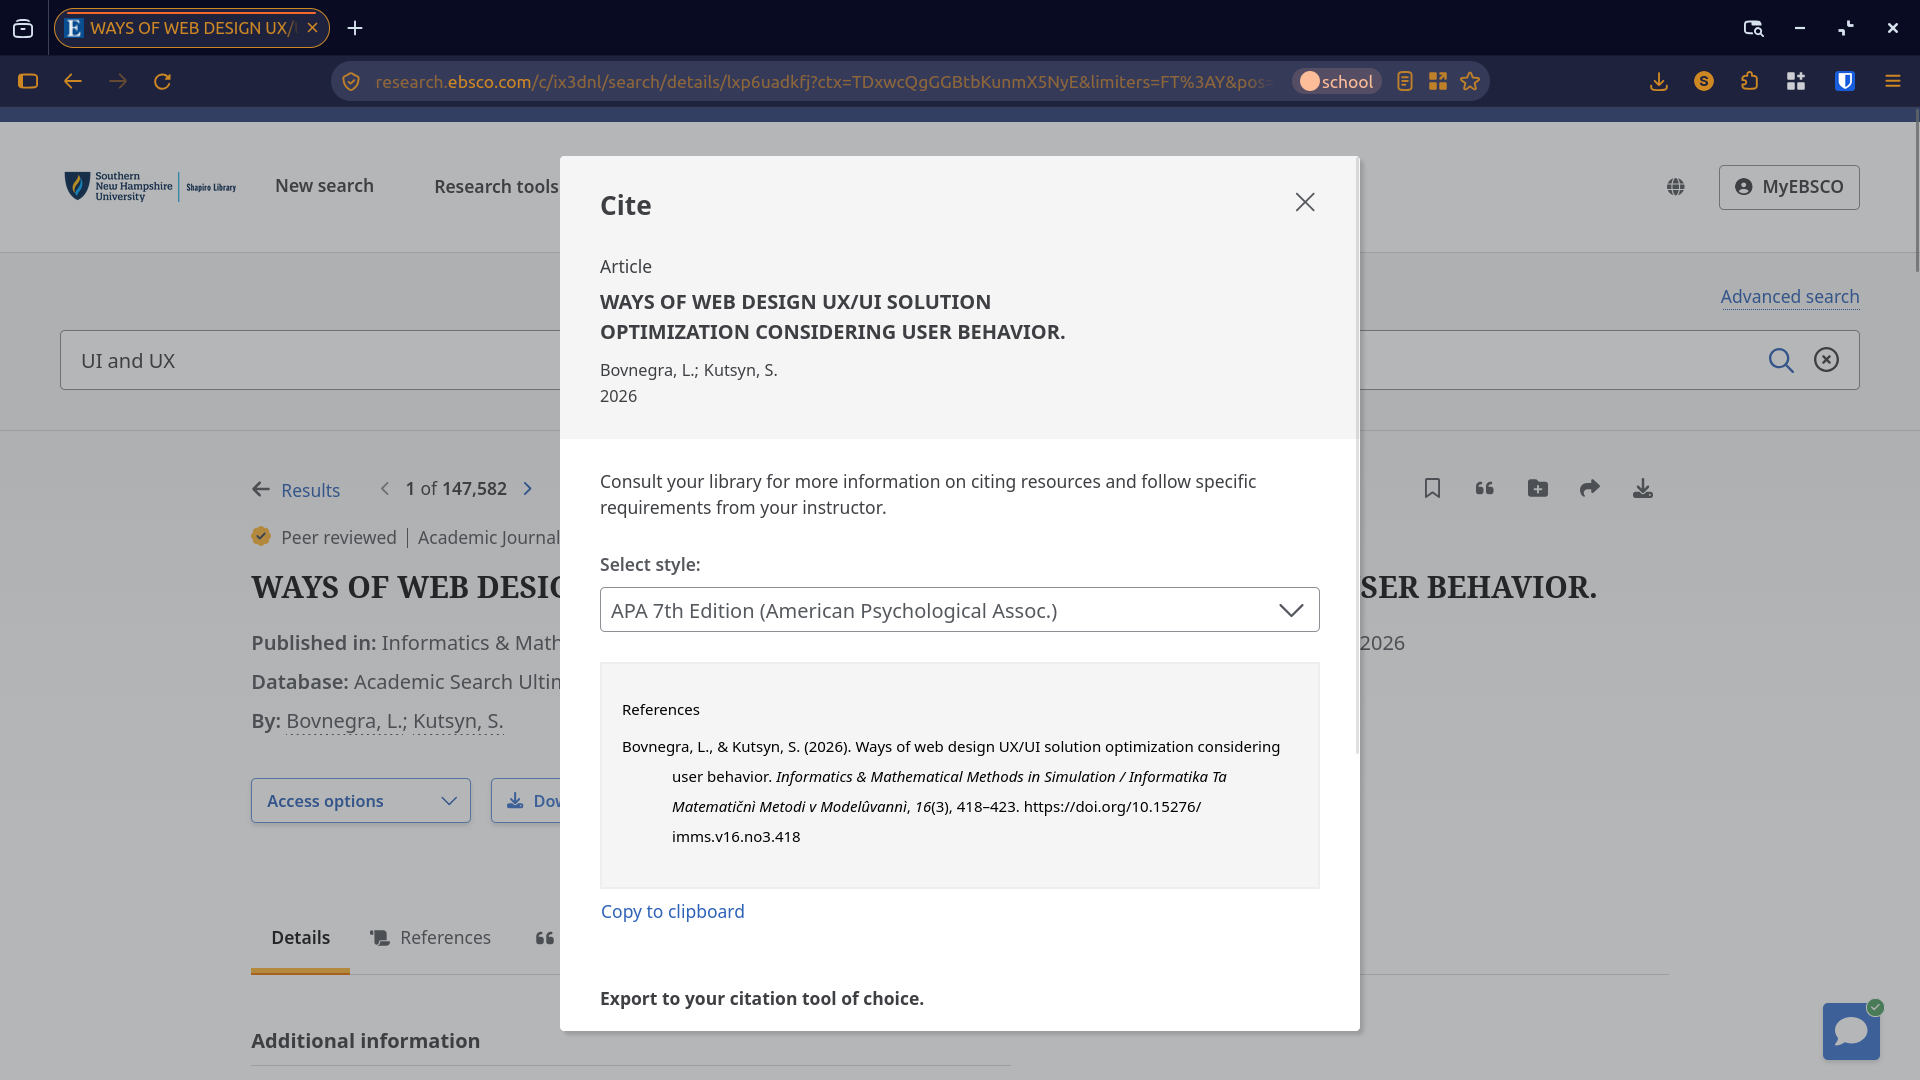 WAYS OF WEB DESIGN UX/
research.ebsco.com/c/ix3dnl/search/details/lxp6uadkfj?ctx=TDxwcQgGGBtbKunmX5NyE&limiters=FT%3AY&pos=
school
S
Southern
New Hampshire
University
Shapiro Library
New search
Research tools
MyEBSCO
Advanced search
UI and UX
Results
1 of 147,582
Peer reviewed
Academic Journal
WAYS OF WEB DESIG
SER BEHAVIOR.
Published in: Informatics & Math
2026
Database: Academic Search Ultim
By: Bovnegra, L.; Kutsyn, S.
Access options
Dow
Details
References
Additional information
Cite
Article
WAYS OF WEB DESIGN UX/UI SOLUTION
OPTIMIZATION CONSIDERING USER BEHAVIOR.
Bovnegra, L.; Kutsyn, S.
2026
Consult your library for more information on citing resources and follow specific
requirements from your instructor.
Select style:
APA 7th Edition (American Psychological Assoc.)
References
Bovnegra, L., & Kutsyn, S. (2026). Ways of web design UX/UI solution optimization considering
user behavior. Informatics & Mathematical Methods in Simulation / Informatika Ta
Matematičnì Metodi v Modelûvannì, 16(3), 418–423. https://doi.org/10.15276/
imms.v16.no3.418
Copy to clipboard
Export to your citation tool of choice.